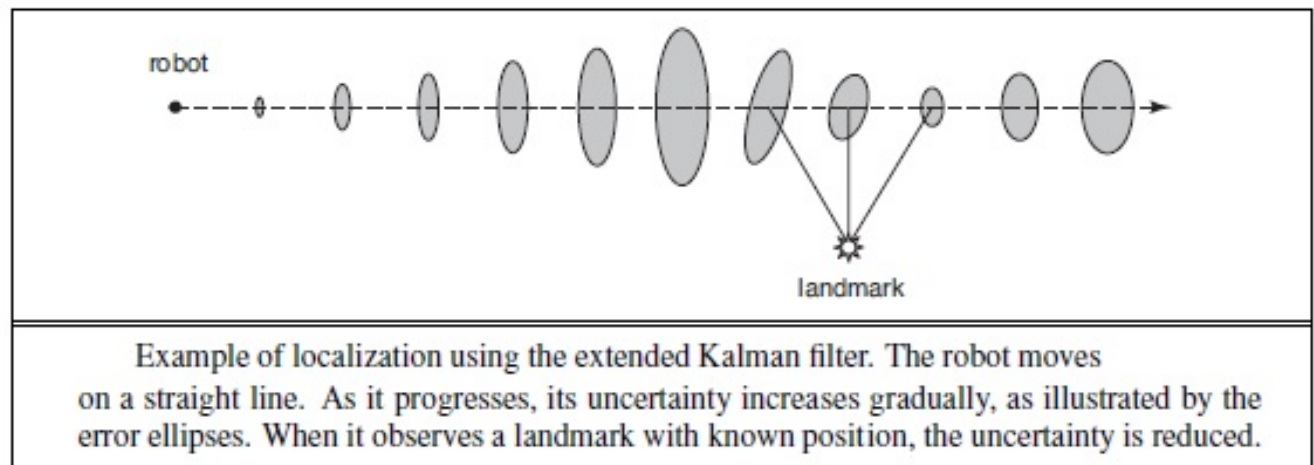 robot
landmark
Example of localization using the extended Kalman filter. The robot moves
on a straight line. As it progresses, its uncertainty increases gradually, as illustrated by the
error ellipses. When it observes a landmark with known position, the uncertainty is reduced.